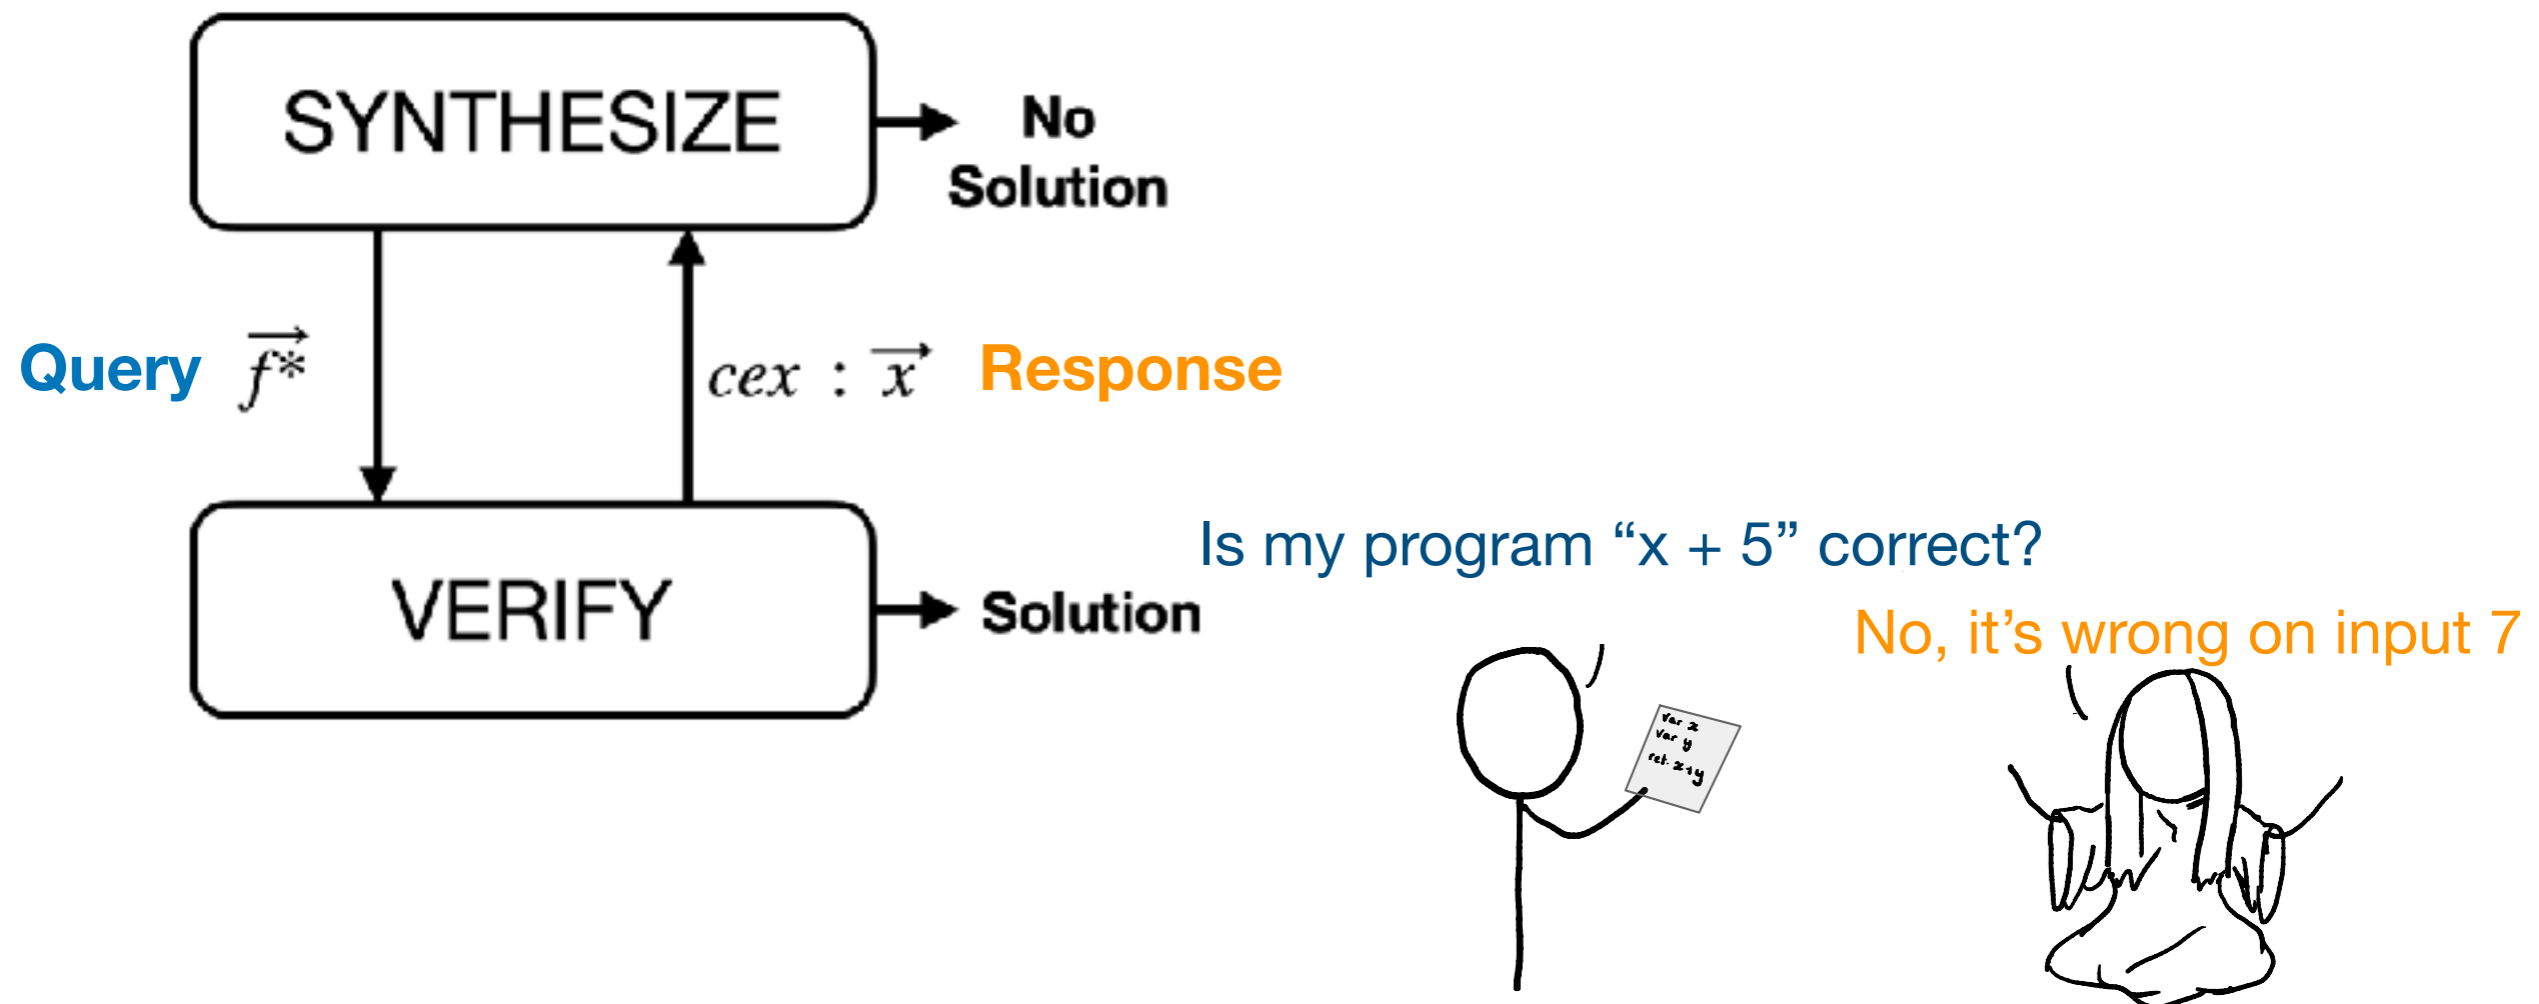 SYNTHESIZE
No
Solution
Query f*
cex : x
Response
VERIFY
Solution
Is my program “x + 5” correct?
No, it’s wrong on input 7
Var x
Var y
ret. x+y